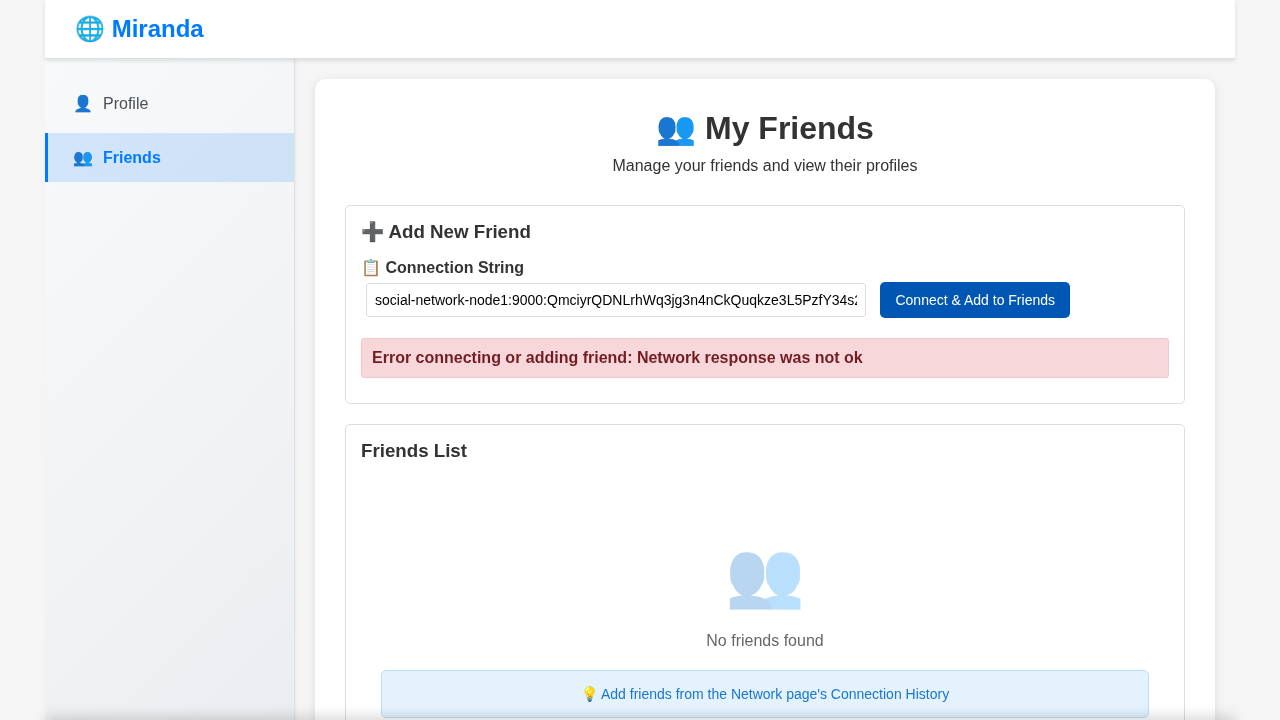 🌐 Miranda
👤 Profile
👥 Friends
👥 My Friends
Manage your friends and view their profiles
➕ Add New Friend
📋 Connection String
social-network-node1:9000:QmciyrQDNLrhWq3jg3n4nCkQuqkze3L5PzfY34s
Connect & Add to Friends
Error connecting or adding friend: Network response was not ok
Friends List
No friends found
💡 Add friends from the Network page's Connection History